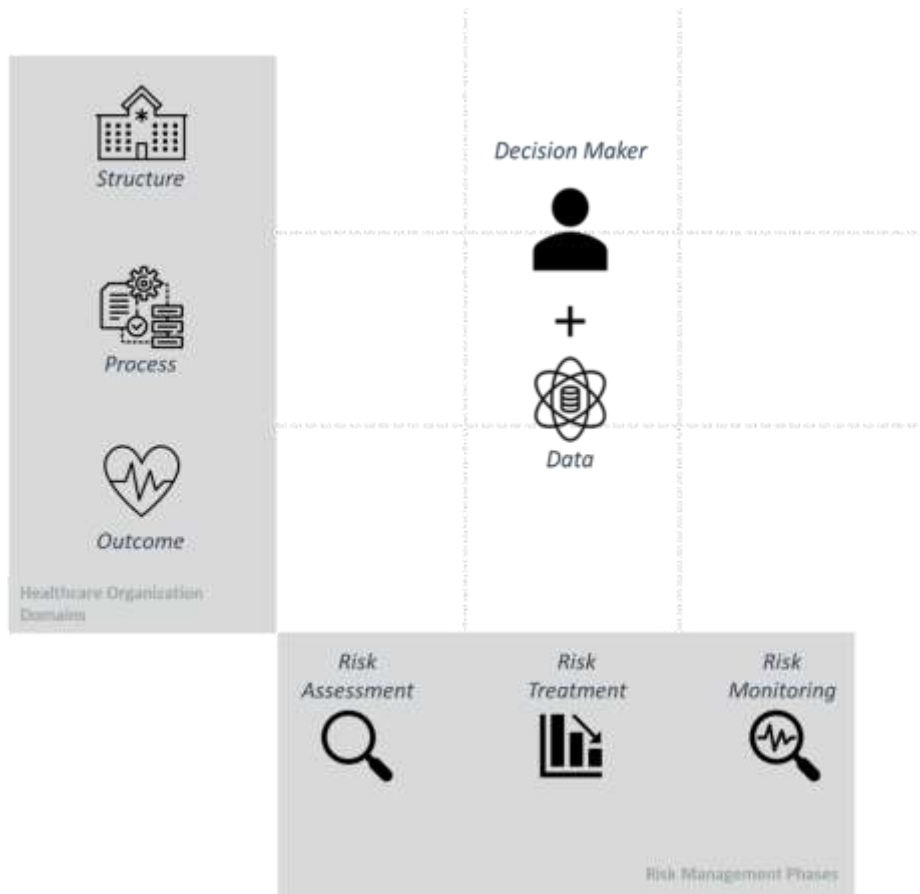 Structure
Decision Maker
Process
Data
Outcome
Healthcare Organization
Domains
Risk
Assessment
Risk
Treatment
Risk
Monitoring
Risk Management Phases